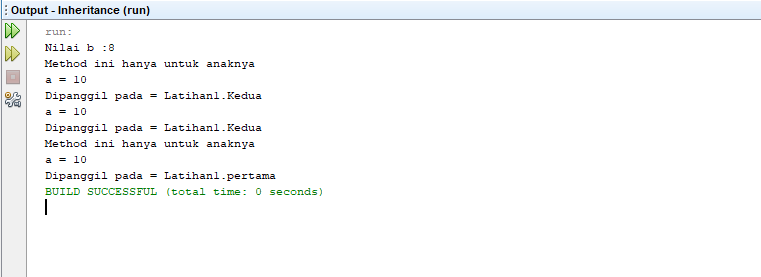 Output - Inheritance (run)
run:
Nilai b :8
Method ini hanya untuk anaknya
a = 10
Dipanggil pada = Latihan1.Kedua
a = 10
Dipanggil pada = Latihan1.Kedua
Method ini hanya untuk anaknya
a = 10
Dipanggil pada = Latihan1.pertama
BUILD SUCCESSFUL (total time: 0 seconds)